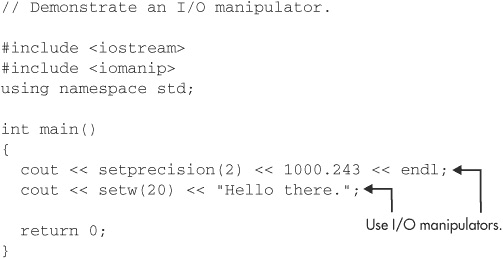 // Demonstrate an I/O manipulator.

#include <iostream>
#include <iomanip>
using namespace std;

int main()
{
  cout << setprecision(2) << 1000.243 << endl;
  cout << setw(20) << "Hello there.";
Use I/O manipulators.

  return 0;
}